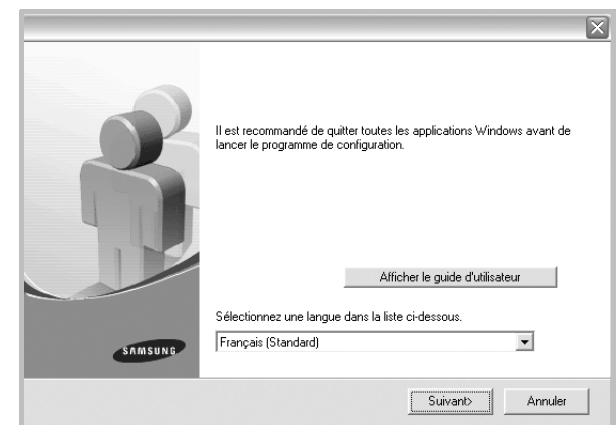 Il est recommandé de quitter toutes les applications Windows avant de
lancer le programme de configuration.
Afficher le guide d'utilisateur
Sélectionnez une langue dans la liste ci-dessous.
Français (Standard)
SAMSUNG
Suivant>
Annuler